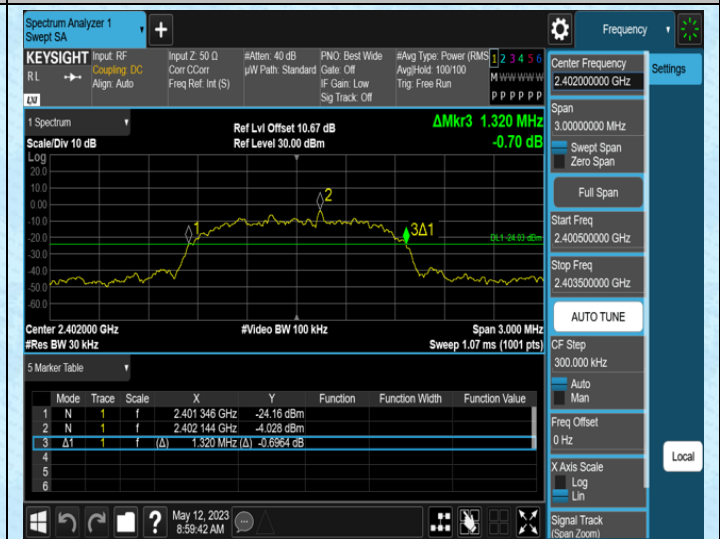 Spectrum Analyzer 1
Swept SA
+
Frequency
KEYSIGHT
RL
LXI
Input: RF
Coupling: DC
Align: Auto
Input Z: 50 Ω
Corr CCorr
Freq Ref: Int (S)
#Atten: 40 dB
µW Path: Standard
PNO: Best Wide
Gate: Off
IF Gain: Low
Sig Track: Off
#Avg Type: Power (RMS
Avg|Hold: 100/100
Trig: Free Run
1 2 3 4 5 6
M W W W W W
P P P P P P
1 Spectrum
Scale/Div 10 dB
Ref Lvl Offset 10.67 dB
Ref Level 30.00 dBm
ΔMkr3 1.320 MHz
-0.70 dB
Log
20.0
10.0
0.00
-10.0
-20.0
-30.0
-40.0
-50.0
-60.0
1
2
3Δ1
DL1 -24.03 dBm
Center 2.402000 GHz
#Res BW 30 kHz
#Video BW 100 kHz
Span 3.000 MHz
Sweep 1.07 ms (1001 pts)
5 Marker Table
Mode Trace Scale X Y Function Function Width Function Value
1 N 1 f 2.401 346 GHz -24.16 dBm
2 N 1 f 2.402 144 GHz -4.028 dBm
3 Δ1 1 f (Δ) 1.320 MHz (Δ) -0.6964 dB
4
5
6
?
May 12, 2023
8:59:42 AM
Center Frequency
2.402000000 GHz
Span
3.00000000 MHz
Swept Span
Zero Span
Full Span
Start Freq
2.400500000 GHz
Stop Freq
2.403500000 GHz
AUTO TUNE
CF Step
300.000 kHz
Auto
Man
Freq Offset
0 Hz
X Axis Scale
Log
Lin
Signal Track
(Span Zoom)
Settings
Local